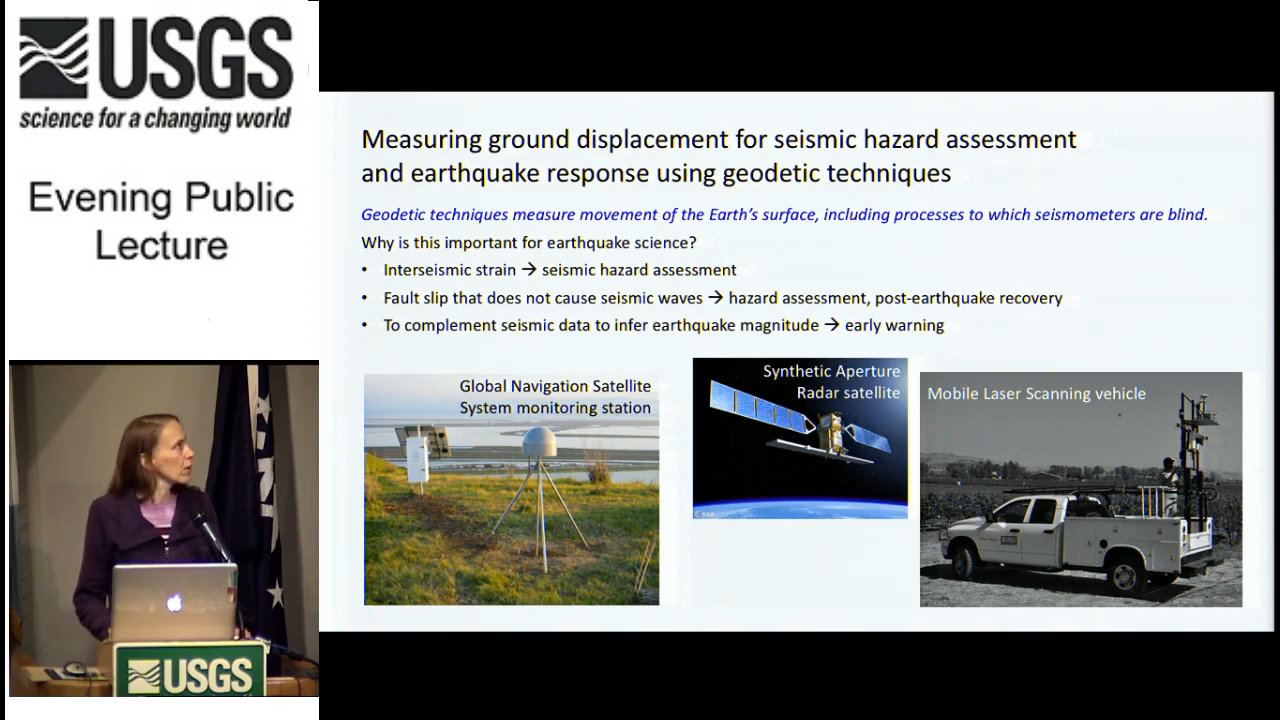 USGS
science for a changing world
Evening Public
Lecture
USGS
Measuring ground displacement for seismic hazard assessment
and earthquake response using geodetic techniques
Geodetic techniques measure movement of the Earth's surface, including processes to which seismometers are blind.
Why is this important for earthquake science?
• Interseismic strain → seismic hazard assessment
• Fault slip that does not cause seismic waves → hazard assessment, post-earthquake recovery
• To complement seismic data to infer earthquake magnitude → early warning
Global Navigation Satellite
System monitoring station
Synthetic Aperture
Radar satellite
© esa
Mobile Laser Scanning vehicle